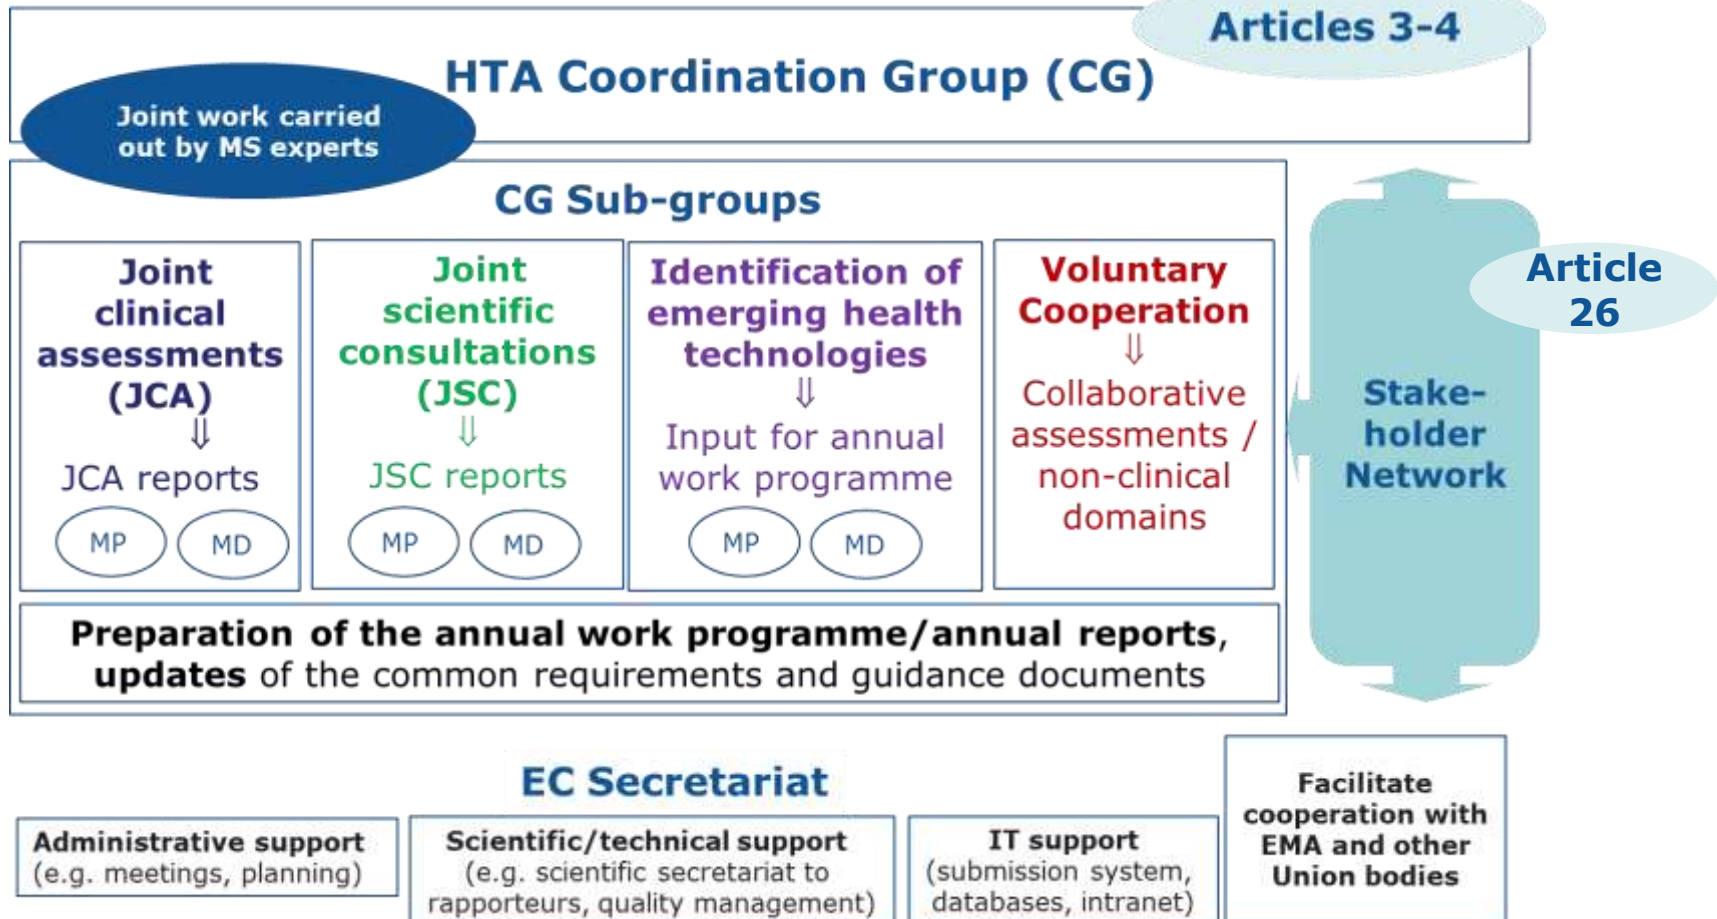 Articles 3-4
HTA Coordination Group (CG)
Joint work carried
out by MS experts
CG Sub-groups
Joint
clinical
assessments
(JCA)
⇓
JCA reports
MP
MD
Joint
scientific
consultations
(JSC)
⇓
JSC reports
MP
MD
Identification of
emerging health
technologies
⇓
Input for annual
work programme
MP
MD
Voluntary
Cooperation
⇓
Collaborative
assessments /
non-clinical
domains
Preparation of the annual work programme/annual reports,
updates of the common requirements and guidance documents
Article
26
Stake-
holder
Network
EC Secretariat
Administrative support
(e.g. meetings, planning)
Scientific/technical support
(e.g. scientific secretariat to
rapporteurs, quality management)
IT support
(submission system,
databases, intranet)
Facilitate
cooperation with
EMA and other
Union bodies